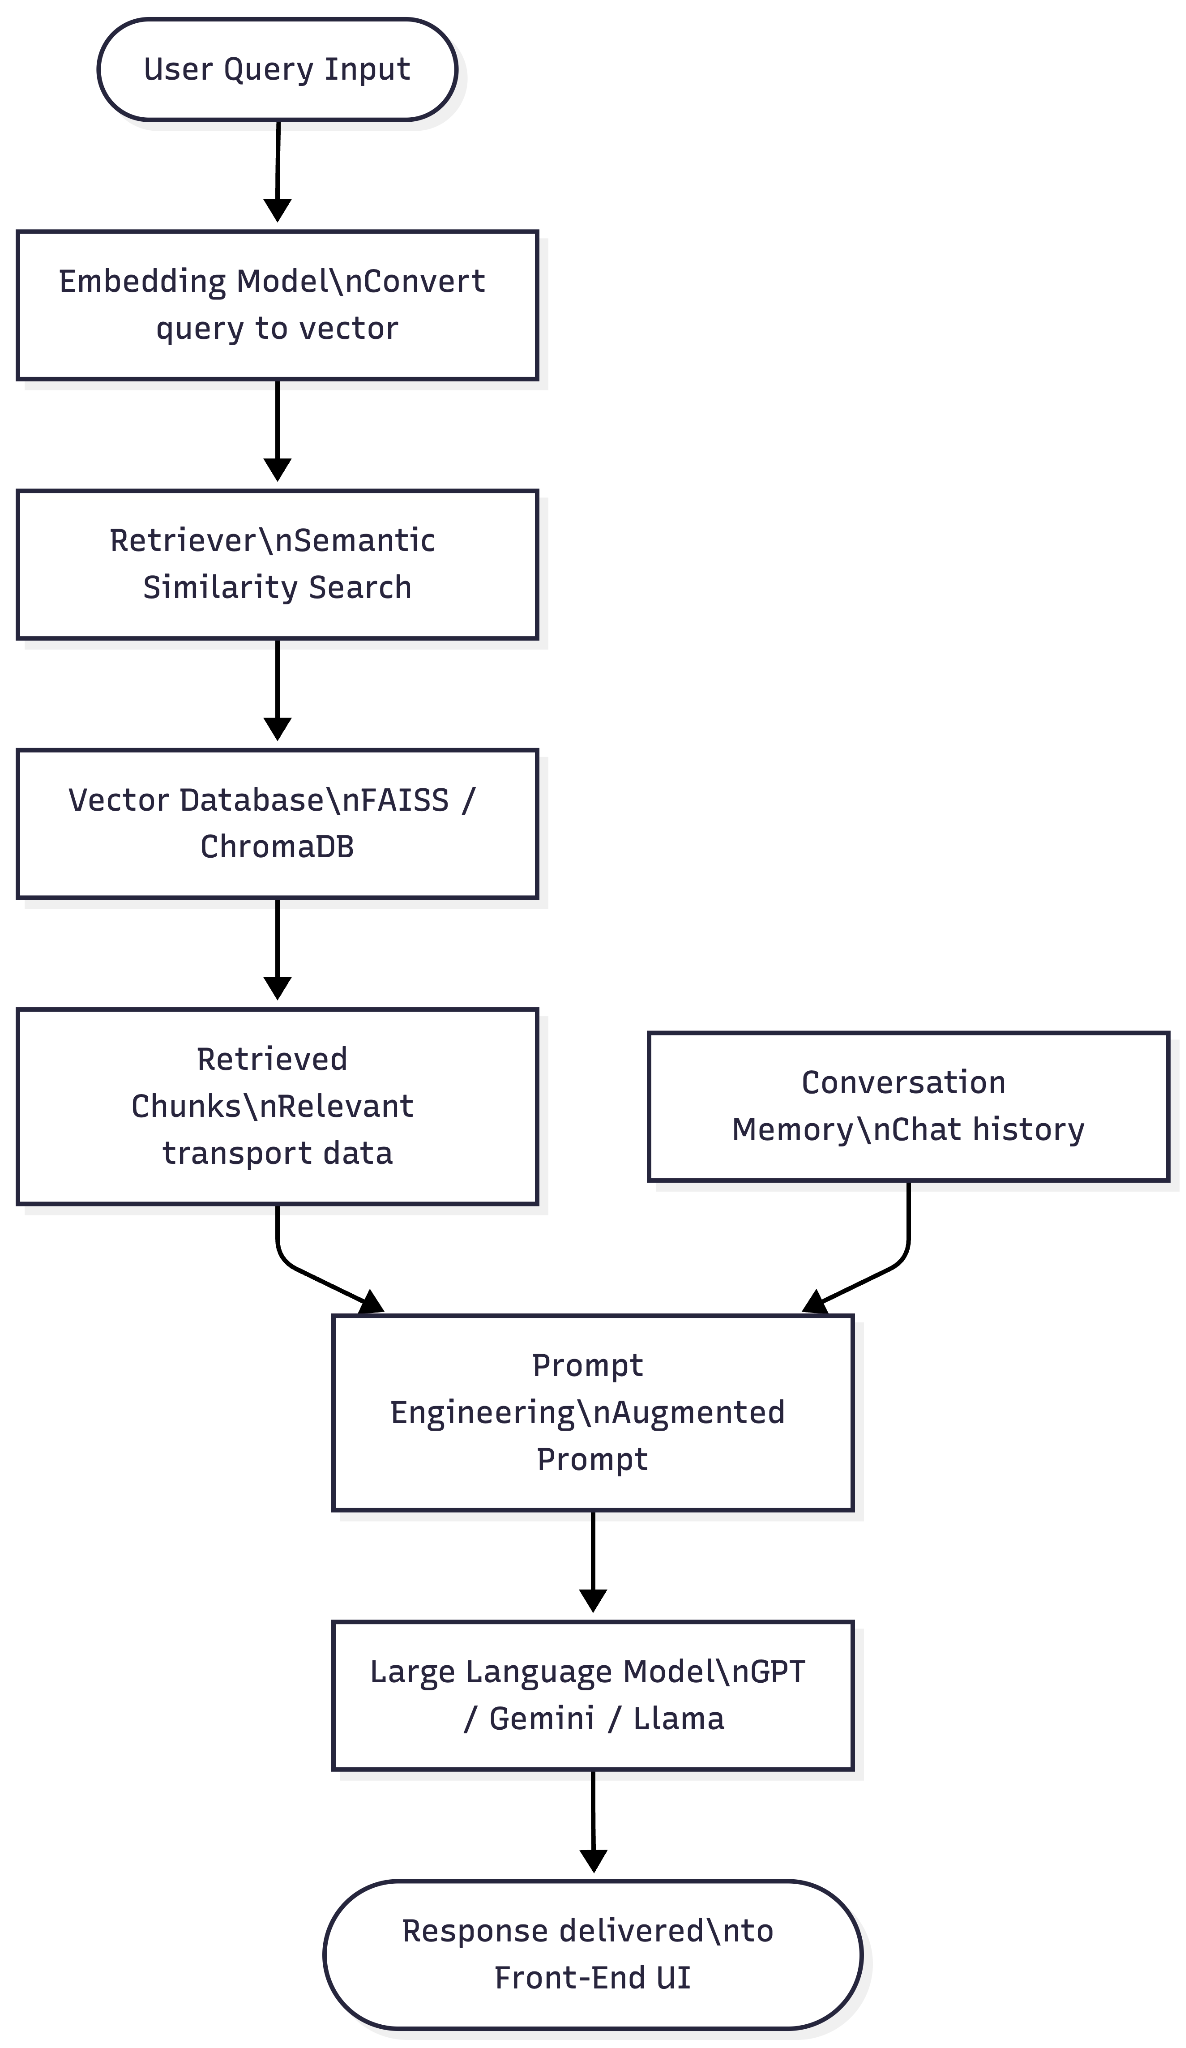 User Query Input
Embedding Model\nConvert
query to vector
Retriever\nSemantic
Similarity Search
Vector Database\nFAISS /
ChromaDB
Retrieved
Chunks\nRelevant
transport data
Conversation
Memory\nChat history
Prompt
Engineering\nAugmented
Prompt
Large Language Model\nGPT
/ Gemini / Llama
Response delivered\nto
Front-End UI